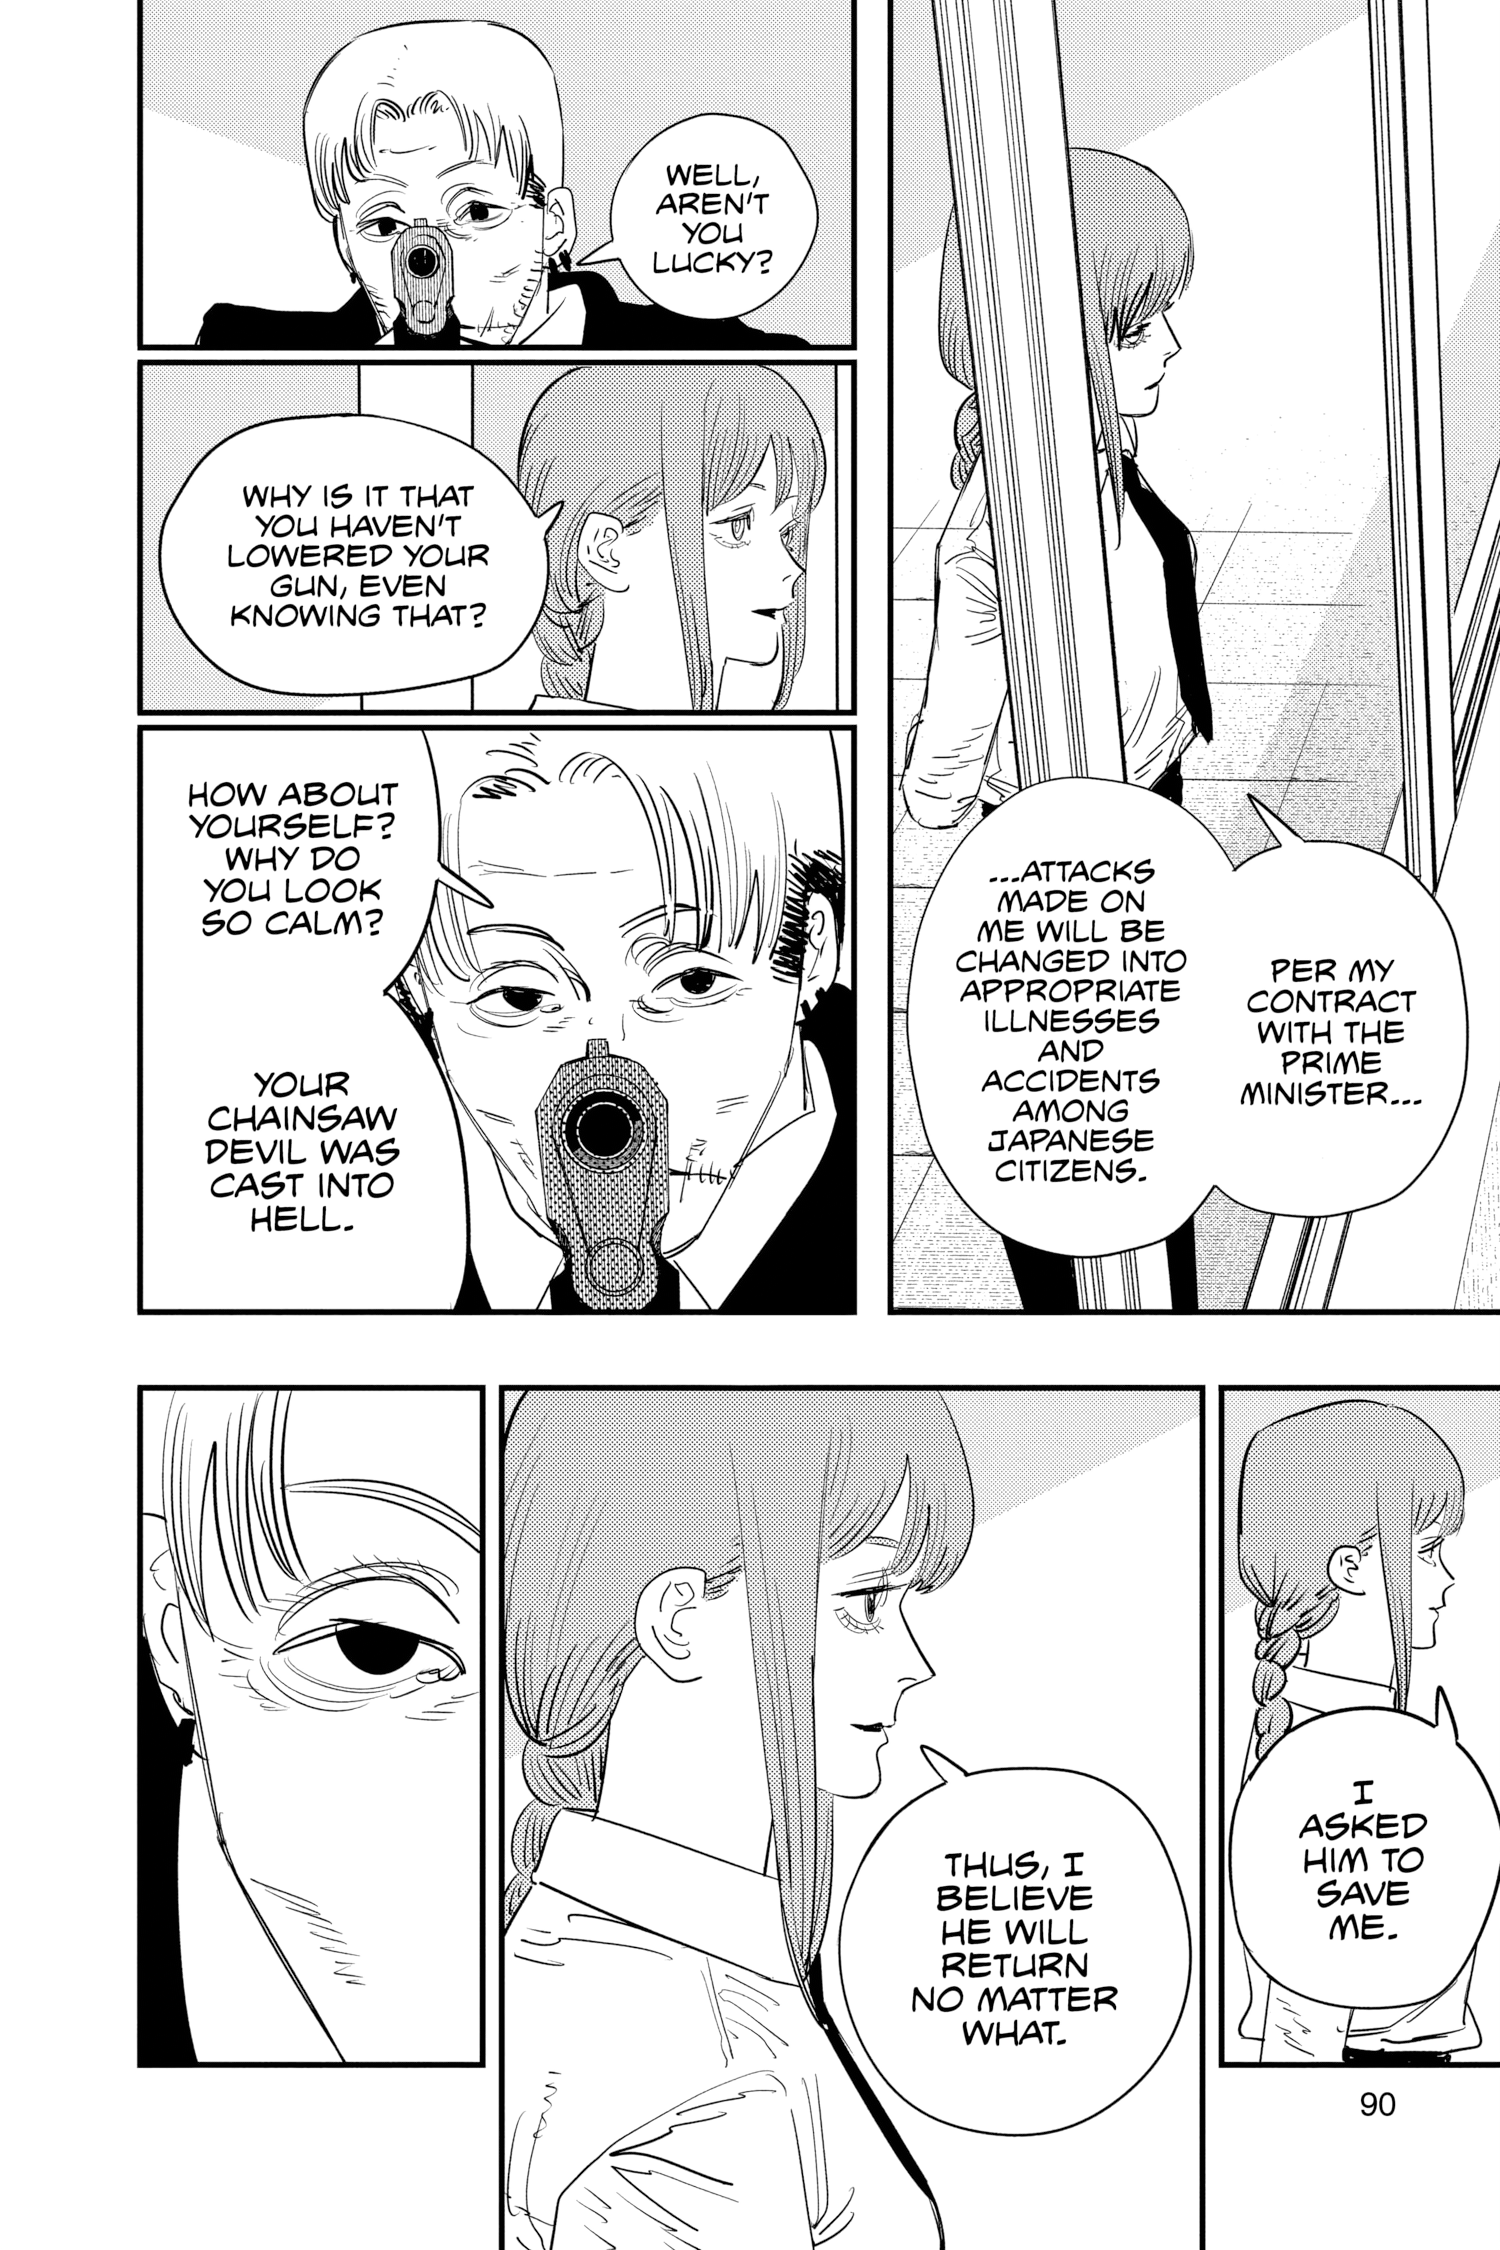 PER MY
CONTRACT
WITH THE
PRIME
MINISTER...
...ATTACKS
MADE ON
ME WILL BE
CHANGED INTO
APPROPRIATE
ILLNESSES
AND
ACCIDENTS
AMONG
JAPANESE
CITIZENS.
WELL,
AREN'T
YOU
LUCKY?
WHY IS IT THAT
YOU HAVEN'T
LOWERED YOUR
GUN, EVEN
KNOWING THAT?
HOW ABOUT
YOURSELF?
WHY DO
YOU LOOK
SO CALM?
YOUR
CHAINSAW
DEVIL WAS
CAST INTO
HELL.
I
ASKED
HIM TO
SAVE
ME.
THUS, I
BELIEVE
HE WILL
RETURN
NO MATTER
WHAT.
90